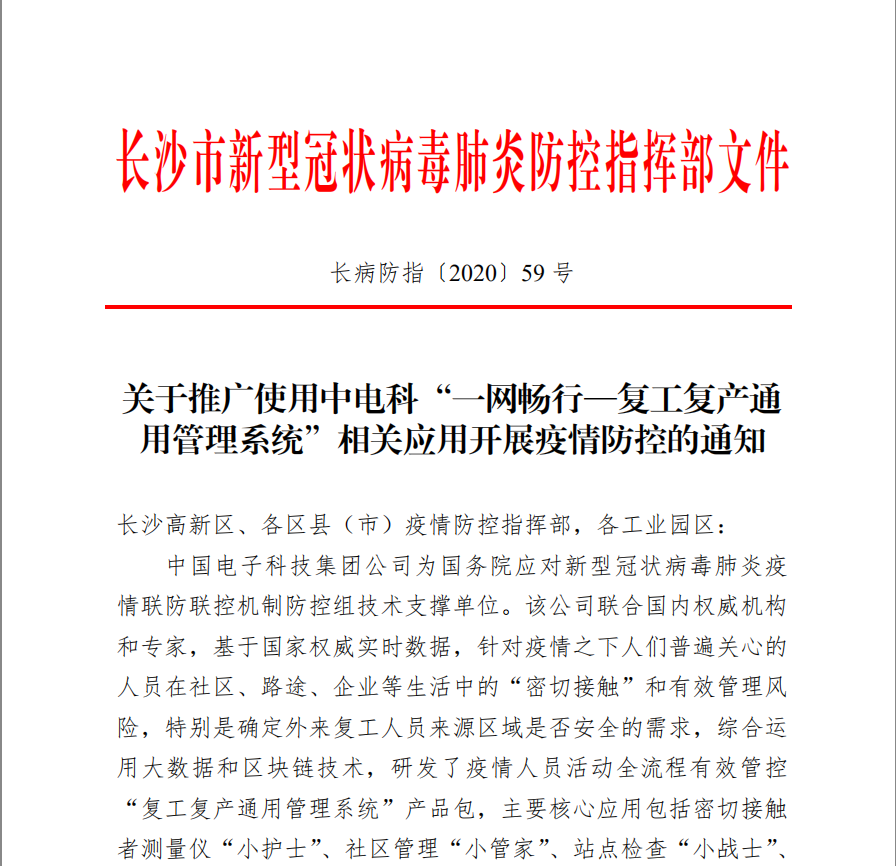 长沙市新型冠状病毒肺炎防控指挥部文件
长病防指〔2020〕59 号
关于推广使用中电科“一网畅行—复工复产通
用管理系统”相关应用开展疫情防控的通知
长沙高新区、各区县（市）疫情防控指挥部，各工业园区：
中国电子科技集团公司为国务院应对新型冠状病毒肺炎疫
情联防联控机制防控组技术支撑单位。该公司联合国内权威机构
和专家，基于国家权威实时数据，针对疫情之下人们普遍关心的
人员在社区、路途、企业等生活中的“密切接触”和有效管理风
险，特别是确定外来复工人员来源区域是否安全的需求，综合运
用大数据和区块链技术，研发了疫情人员活动全流程有效管控
“复工复产通用管理系统”产品包，主要核心应用包括密切接触
者测量仪“小护士”、社区管理“小管家”、站点检查“小战士”、